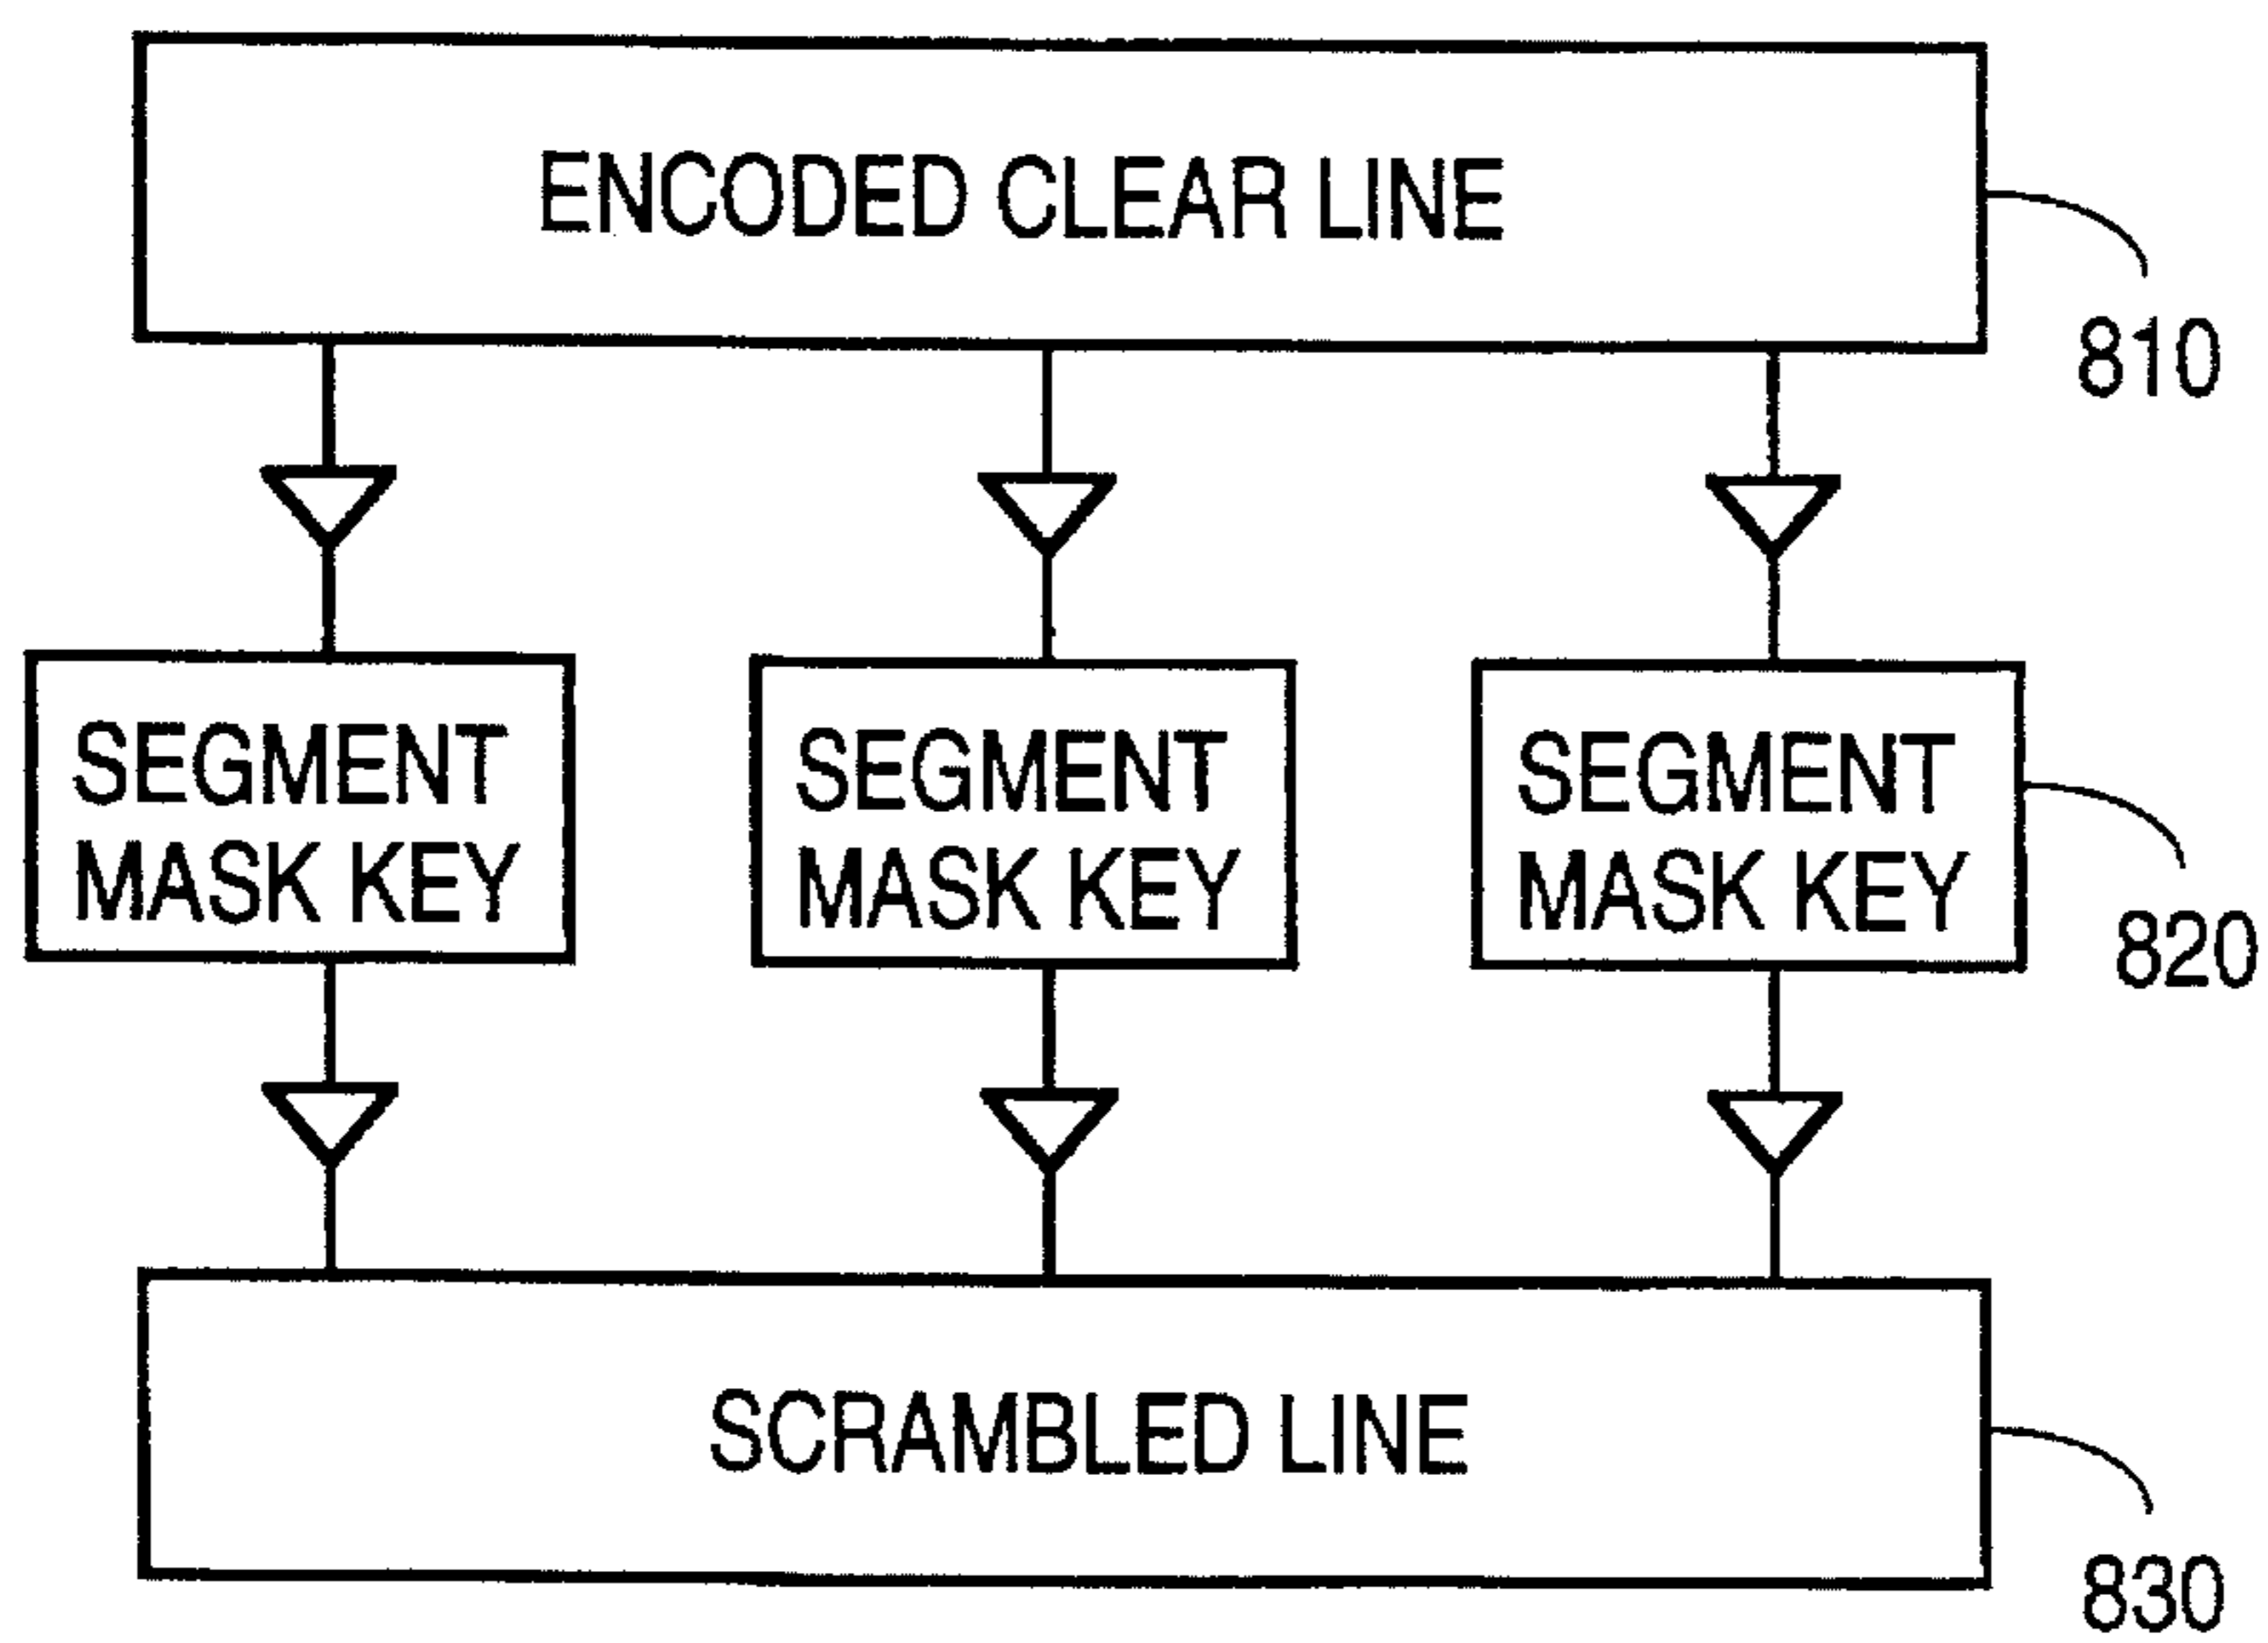 ENCODED CLEAR LINE
810
SEGMENT
MASK KEY
SEGMENT
MASK KEY
SEGMENT
MASK KEY
820
SCRAMBLED LINE
830